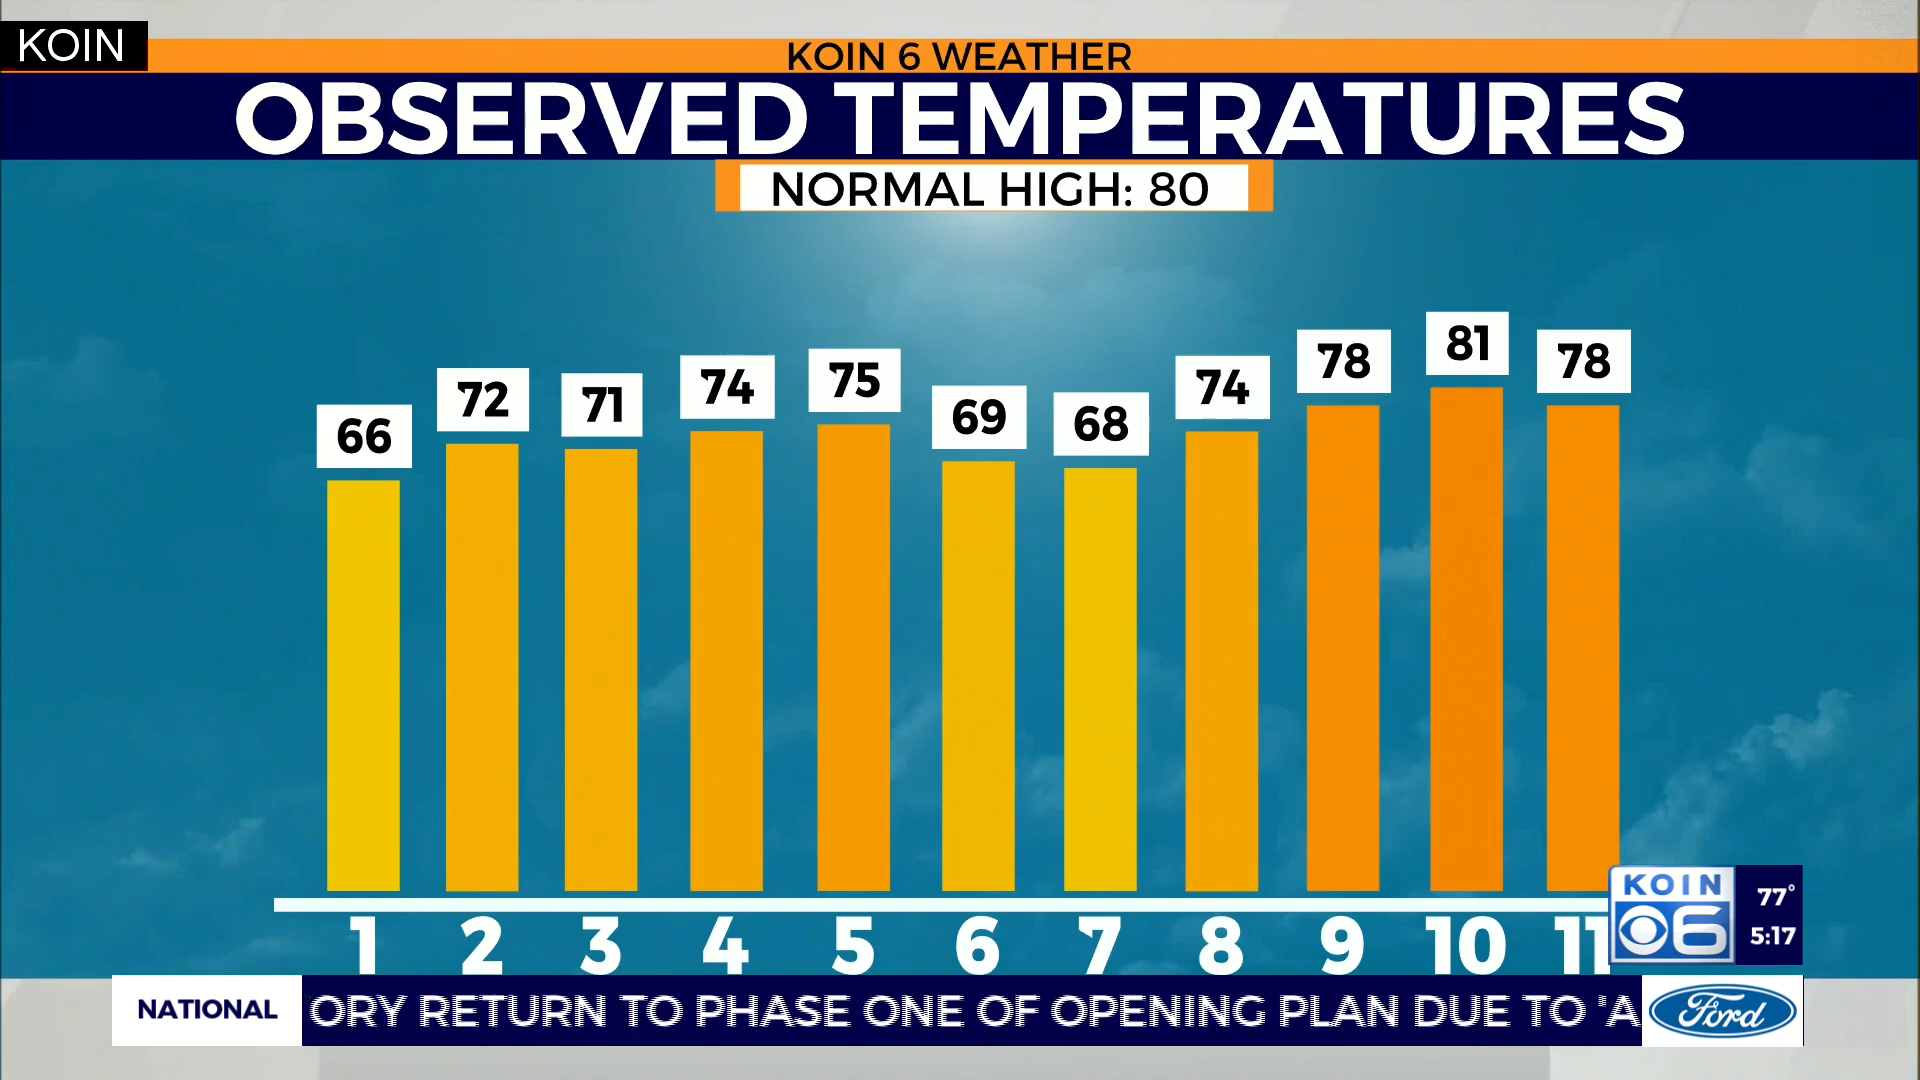 KOIN
KOIN 6 WEATHER
OBSERVED TEMPERATURES
NORMAL HIGH: 80
66 72 71 74 75 69 68 74 78 81 78
1 2 3 4 5 6 7 8 9 10 11
KOIN
6
77°
5:17
NATIONAL
ORY RETURN TO PHASE ONE OF OPENING PLAN DUE TO 'A
Ford